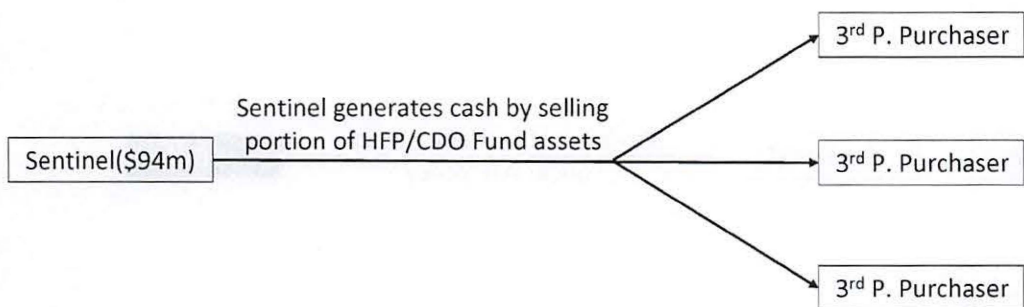 3rd P. Purchaser
Sentinel generates cash by selling
portion of HFP/CDO Fund assets
Sentinel($94m)
3rd P. Purchaser
3rd P. Purchaser